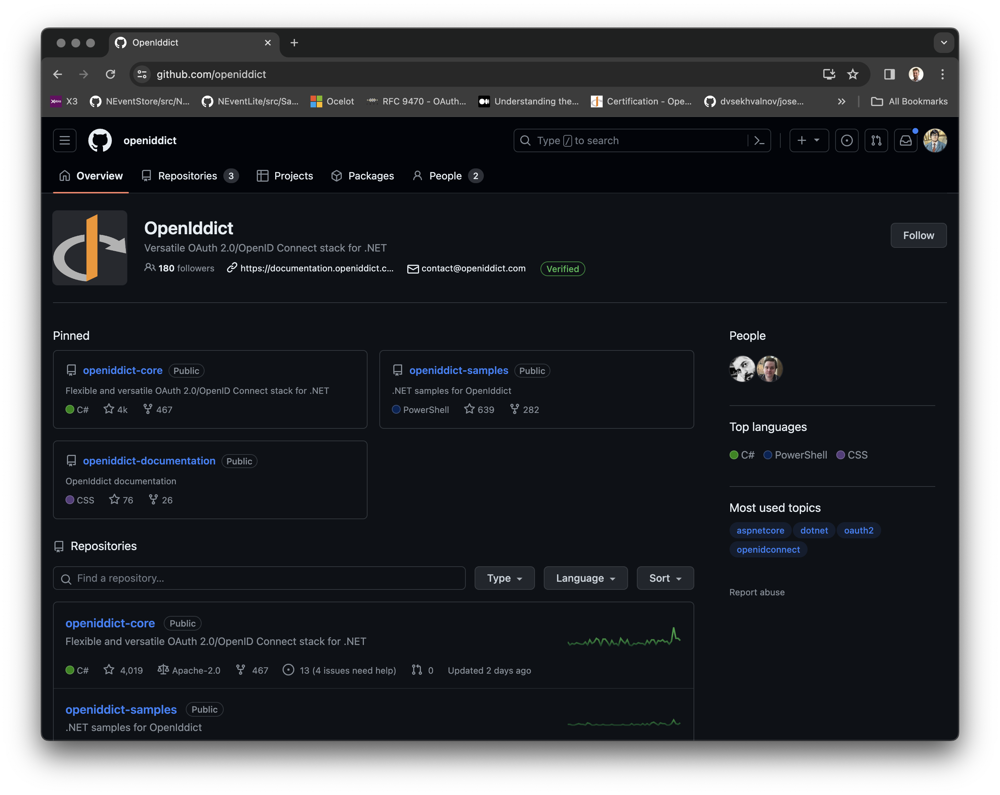 OpenIddict
github.com/openiddict
Xebia X3 NEventStore/src/N... NEventLite/src/Sa... Ocelot RFC 9470 - OAuth... Understanding the... Certification - Ope... dvsekhvalnov/jose... All Bookmarks
openiddict Type / to search
Overview Repositories 3 Projects Packages People 2
OpenIddict
Follow
Versatile OAuth 2.0/OpenID Connect stack for .NET
180 followers https://documentation.openiddict.c... contact@openiddict.com Verified
Pinned
openiddict-core Public
Flexible and versatile OAuth 2.0/OpenID Connect stack for .NET
C# 4k 467
openiddict-samples Public
.NET samples for OpenIddict
PowerShell 639 282
openiddict-documentation Public
OpenIddict documentation
CSS 76 26
Repositories
Find a repository... Type Language Sort
openiddict-core Public
Flexible and versatile OAuth 2.0/OpenID Connect stack for .NET
C# 4,019 Apache-2.0 467 13 (4 issues need help) 0 Updated 2 days ago
openiddict-samples Public
.NET samples for OpenIddict
People
Top languages
C# PowerShell CSS
Most used topics
aspnetcore dotnet oauth2
openidconnect
Report abuse